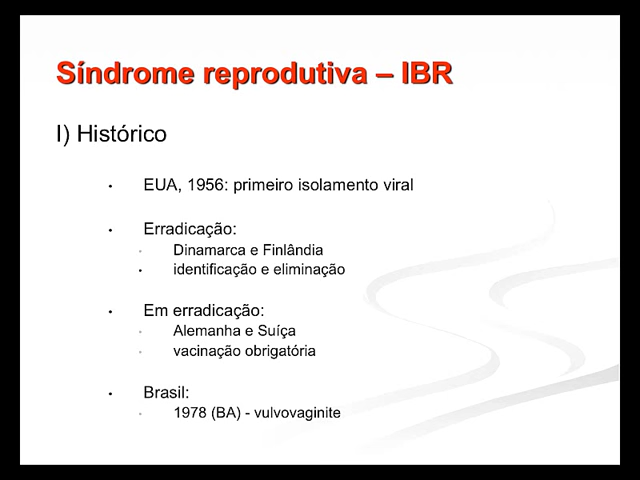 Síndrome reprodutiva – IBR
I) Histórico
• EUA, 1956: primeiro isolamento viral
• Erradicação:
• Dinamarca e Finlândia
• identificação e eliminação
• Em erradicação:
• Alemanha e Suíça
• vacinação obrigatória
• Brasil:
• 1978 (BA) - vulvovaginite